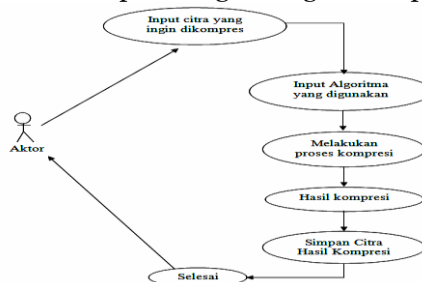 Input citra yang
ingin dikompres
Input Algoritma
yang digunakan
Aktor
Melakukan
proses kompresi
Hasil kompresi
Simpan Citra
Hasil Kompresi
Selesai